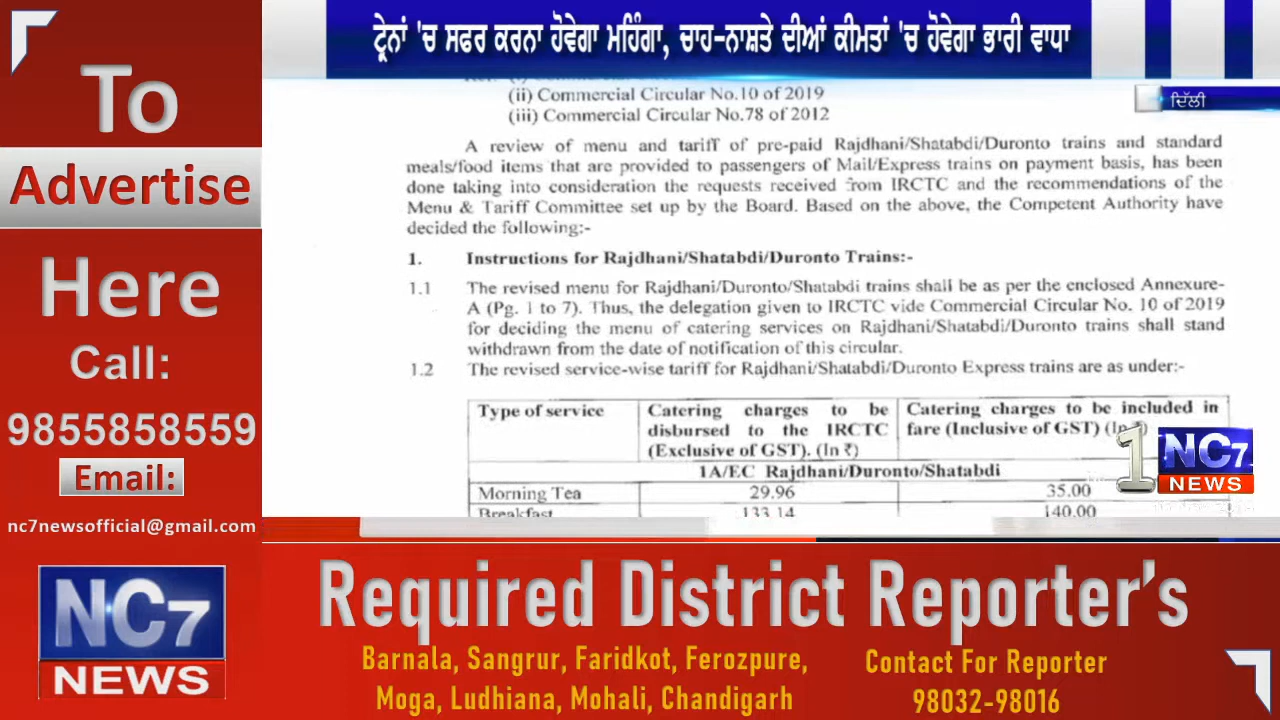 To
Advertise
Here
Call:
9855858559
Email:
nc7newsofficial@gmail.com
NC7
NEWS
ਟ੍ਰੇਨਾਂ 'ਚ ਸਫਰ ਕਰਨਾ ਹੋਵੇਗਾ ਮਹਿੰਗਾ, ਚਾਹ-ਨਾਸ਼ਤੇ ਦੀਆਂ ਕੀਮਤਾਂ 'ਚ ਹੋਵੇਗਾ ਭਾਰੀ ਵਾਧਾ
ਦਿੱਲੀ
(ii) Commercial Circular No.10 of 2019
(iii) Commercial Circular No.78 of 2012
A review of menu and tariff of pre-paid Rajdhani/Shatabdi/Duronto trains and standard
meals/food items that are provided to passengers of Mail/Express trains on payment basis, has been
done taking into consideration the requests received from IRCTC and the recommendations of the
Menu & Tariff Committee set up by the Board. Based on the above, the Competent Authority have
decided the following:-
1. Instructions for Rajdhani/Shatabdi/Duronto Trains:-
1.1 The revised menu for Rajdhani/Duronto/Shatabdi trains shall be as per the enclosed Annexure-
A (Pg. 1 to 7). Thus, the delegation given to IRCTC vide Commercial Circular No. 10 of 2019
for deciding the menu of catering services on Rajdhani/Shatabdi/Duronto trains shall stand
withdrawn from the date of notification of this circular.
1.2 The revised service-wise tariff for Rajdhani/Shatabdi/Duronto Express trains are as under:-
Type of service Catering charges to be Catering charges to be included in
disbursed to the IRCTC fare (Inclusive of GST) (In ₹)
(Exclusive of GST). (In ₹)
1A/EC Rajdhani/Duronto/Shatabdi
Morning Tea 29.96 35.00
Breakfast 133.14 140.00
1 NC7
NEWS
Required District Reporter's
Barnala, Sangrur, Faridkot, Ferozpure,
Moga, Ludhiana, Mohali, Chandigarh
Contact For Reporter
98032-98016